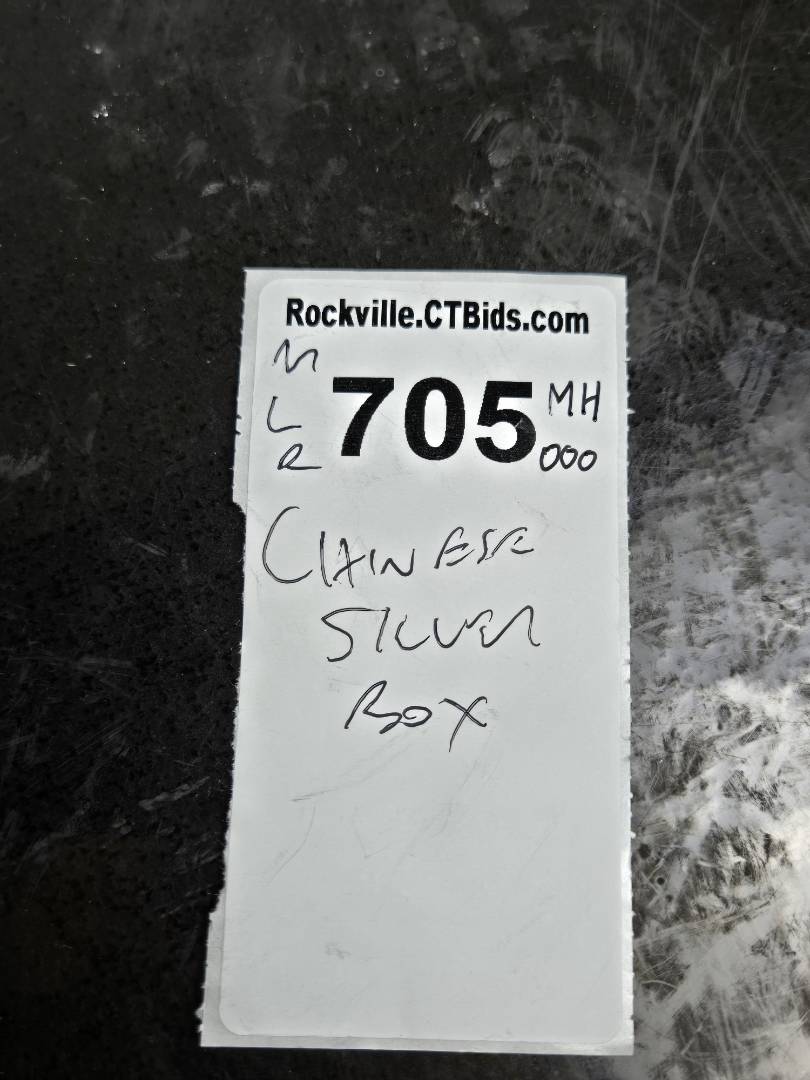 Rockville.CTBids.com
M
L
R
705
MH
000
CHINESE
SILVER
BOX